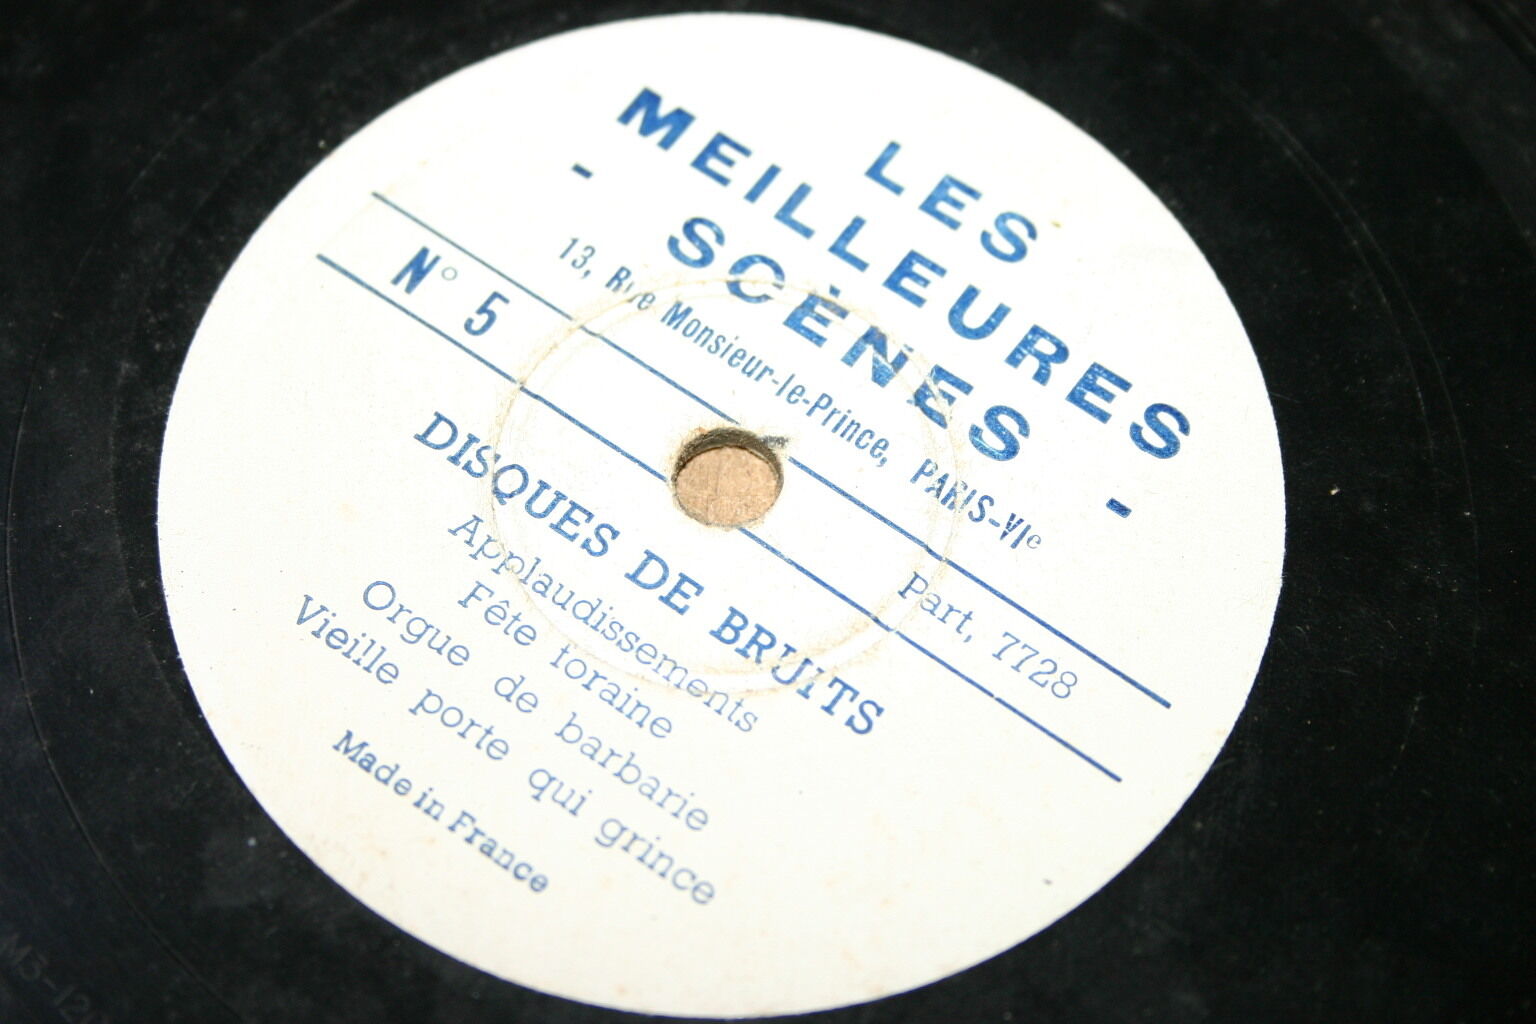 LES
MEILLEURES
- SCÈNES -
13, Rue Monsieur-le-Prince, PARIS-VIe
N° 5 Part, 7728
DISQUES DE BRUITS
Applaudissements
Fête foraine
Orgue de barbarie
Vieille porte qui grince
Made in France